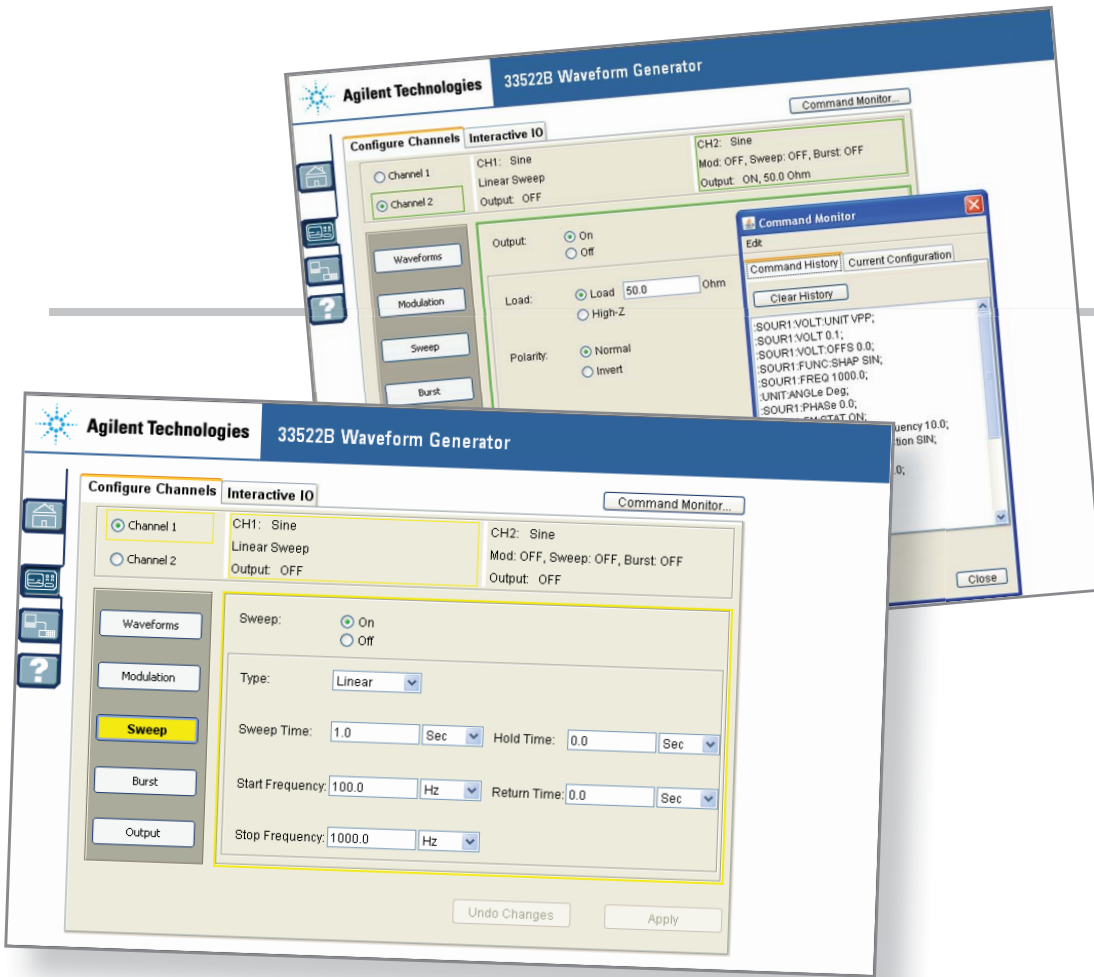 Agilent Technologies
33522B Waveform Generator
Command Monitor...
Configure Channels
Interactive IO
Channel 1
Channel 2
CH1: Sine
Linear Sweep
Output: OFF
CH2: Sine
Mod: OFF, Sweep: OFF, Burst: OFF
Output: ON, 50.0 Ohm
Waveforms
Modulation
Sweep
Burst
Output:
On
Off
Load:
Load 50.0 Ohm
High-Z
Polarity:
Normal
Invert
Command Monitor
Edit
Command History
Current Configuration
Clear History
:SOUR1:VOLT:UNIT VPP;
:SOUR1:VOLT 0.1;
:SOUR1:VOLT:OFFS 0.0;
:SOUR1:FUNC:SHAP SIN;
:SOUR1:FREQ 1000.0;
:UNIT:ANGLe Deg;
:SOUR1:PHASe 0.0;
STAT ON;
10.0;
SIN;
.0;
Close
Agilent Technologies
33522B Waveform Generator
Configure Channels
Interactive IO
Command Monitor...
Channel 1
Channel 2
CH1: Sine
Linear Sweep
Output: OFF
CH2: Sine
Mod: OFF, Sweep: OFF, Burst: OFF
Output: OFF
Waveforms
Modulation
Sweep
Burst
Output
Sweep:
On
Off
Type: Linear
Sweep Time: 1.0 Sec
Hold Time: 0.0 Sec
Start Frequency: 100.0 Hz
Return Time: 0.0 Sec
Stop Frequency: 1000.0 Hz
Undo Changes
Apply
?
?